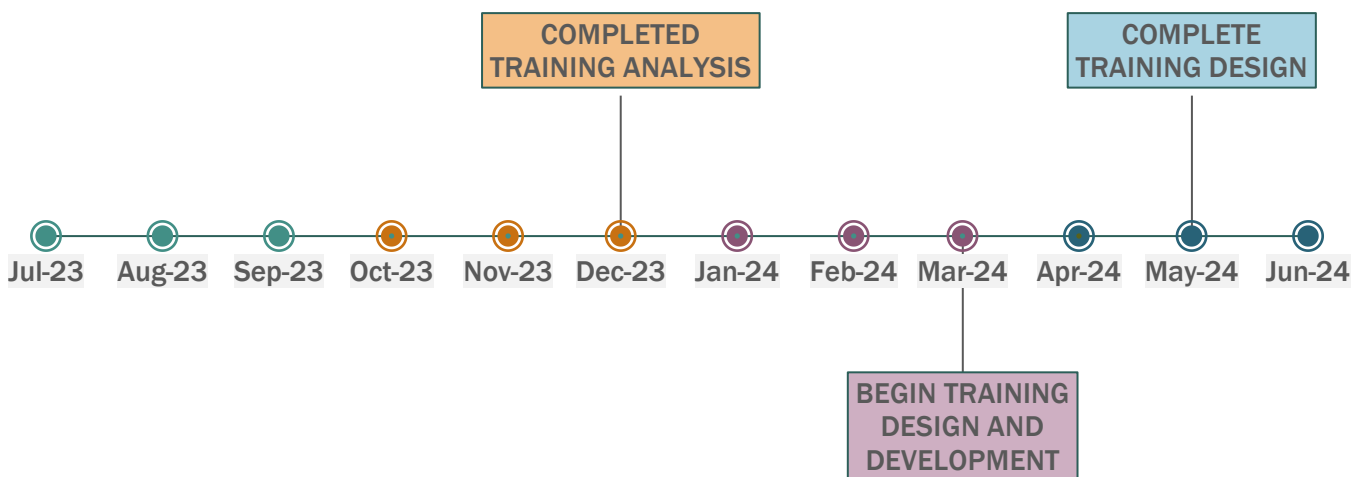 COMPLETED
TRAINING ANALYSIS
COMPLETE
TRAINING DESIGN
Jul-23
Aug-23
Sep-23
Oct-23
Nov-23
Dec-23
Jan-24
Feb-24
Mar-24
Apr-24
May-24
Jun-24
BEGIN TRAINING
DESIGN AND
DEVELOPMENT